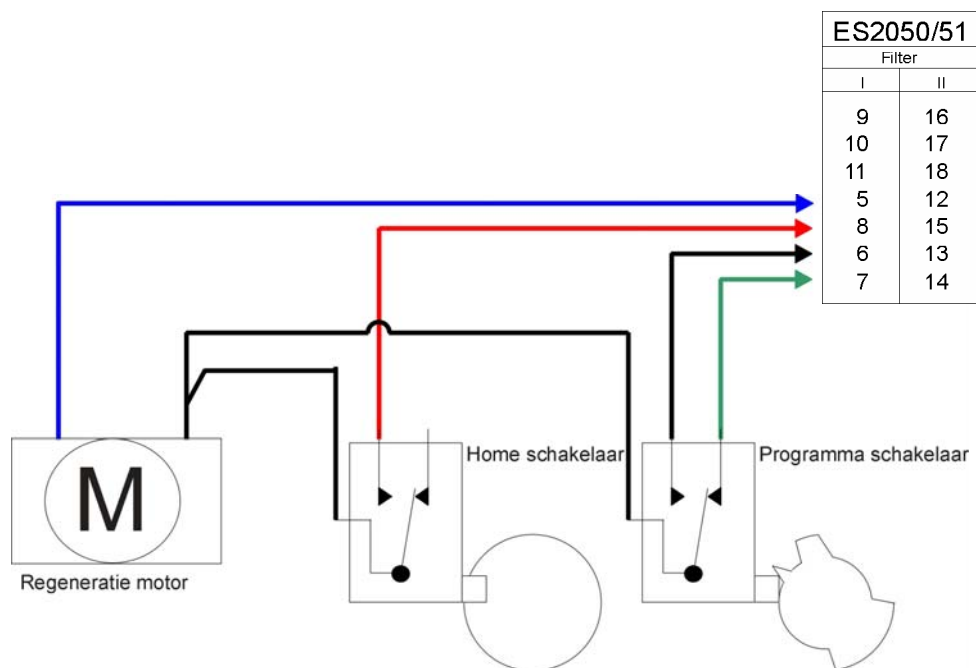 ES2050/51
Filter
I II
9 16
10 17
11 18
5 12
8 15
6 13
7 14
Home schakelaar
Programma schakelaar
M
Regeneratie motor